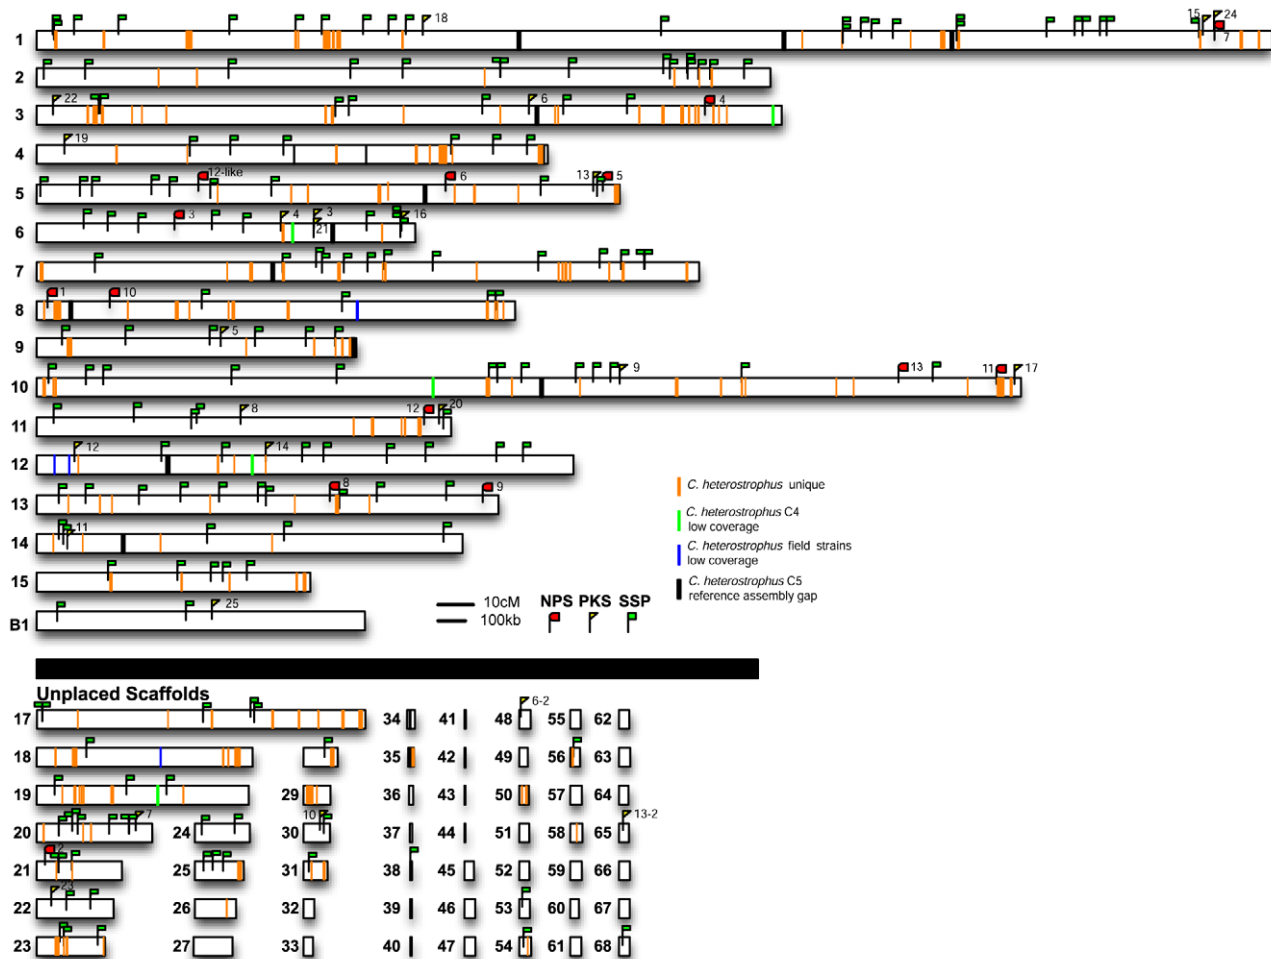 18 15 24
1 7
2
22 6 4
3
19
4
12-like 6 13 5
5
3 4 3 16
6 21
7
1 10
8
5
9
9 13 11 17
10
8 12 20
11
12 14
12
8 9
13
11
14
15
25
B1
C. heterostrophus unique
C. heterostrophus C4
low coverage
C. heterostrophus field strains
low coverage
C. heterostrophus C5
reference assembly gap
10cM NPS PKS SSP
100kb
Unplaced Scaffolds
6-2
17 34 41 48 55 62
18 35 42 49 56 63
19 29 36 43 50 57 64
7 10 13-2
20 24 30 37 44 51 58 65
2
21 25 31 38 45 52 59 66
23
22 26 32 39 46 53 60 67
23 27 33 40 47 54 61 68